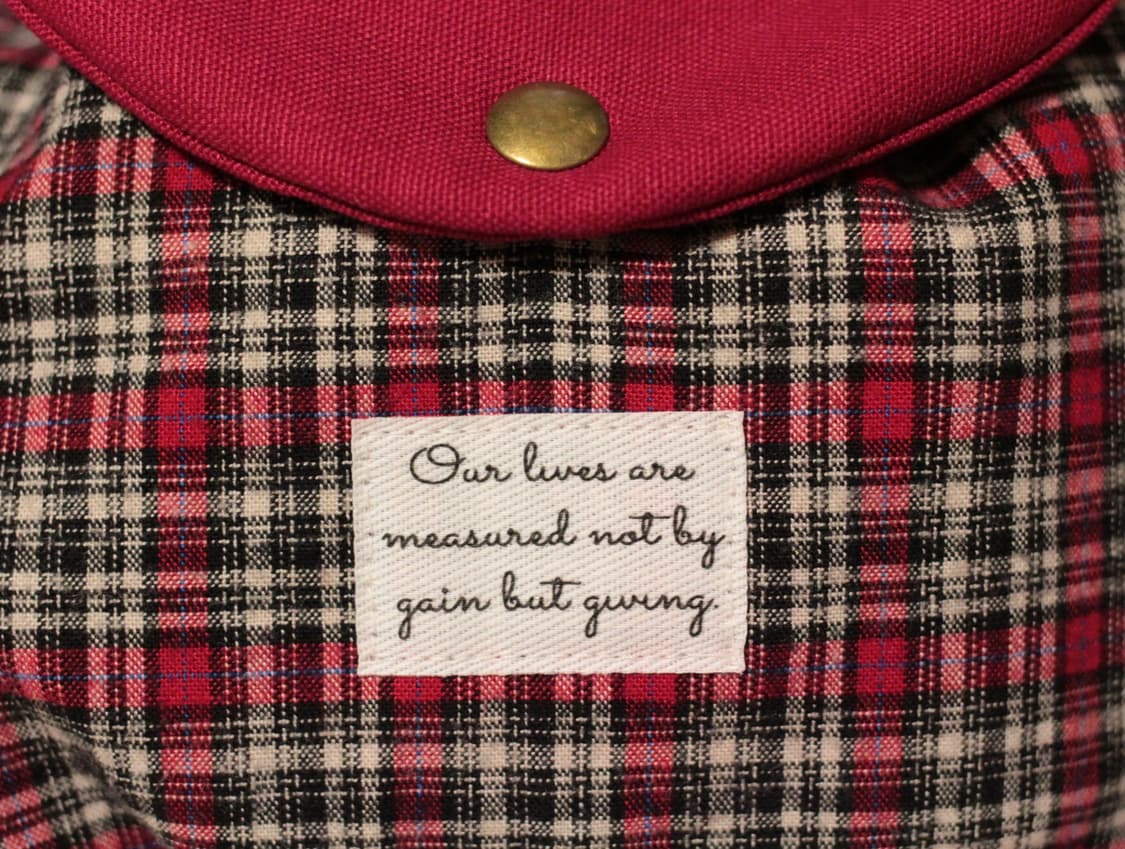 Our lives are
measured not by
gain but giving.